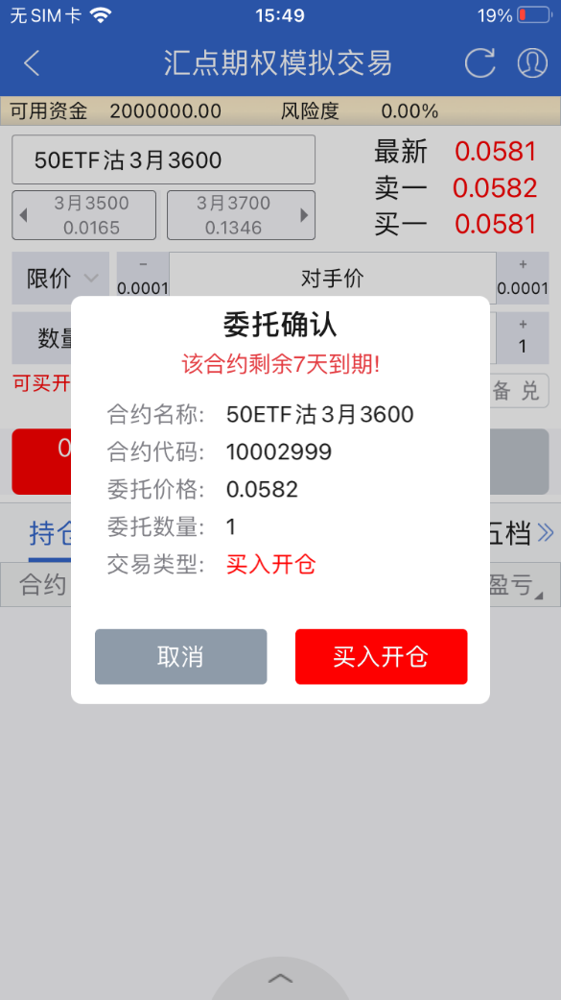 无SIM卡 15:49 19%
汇点期权模拟交易
可用资金 2000000.00 风险度 0.00%
50ETF沽3月3600
最新 0.0581
卖一 0.0582
买一 0.0581
3月3500
0.0165
3月3700
0.1346
限价
－
0.0001
对手价
+
0.0001
+
1
可买开
备 兑
委托确认
该合约剩余7天到期!
合约名称: 50ETF沽3月3600
合约代码: 10002999
委托价格: 0.0582
委托数量: 1
交易类型: 买入开仓
取消 买入开仓
合约 盈亏